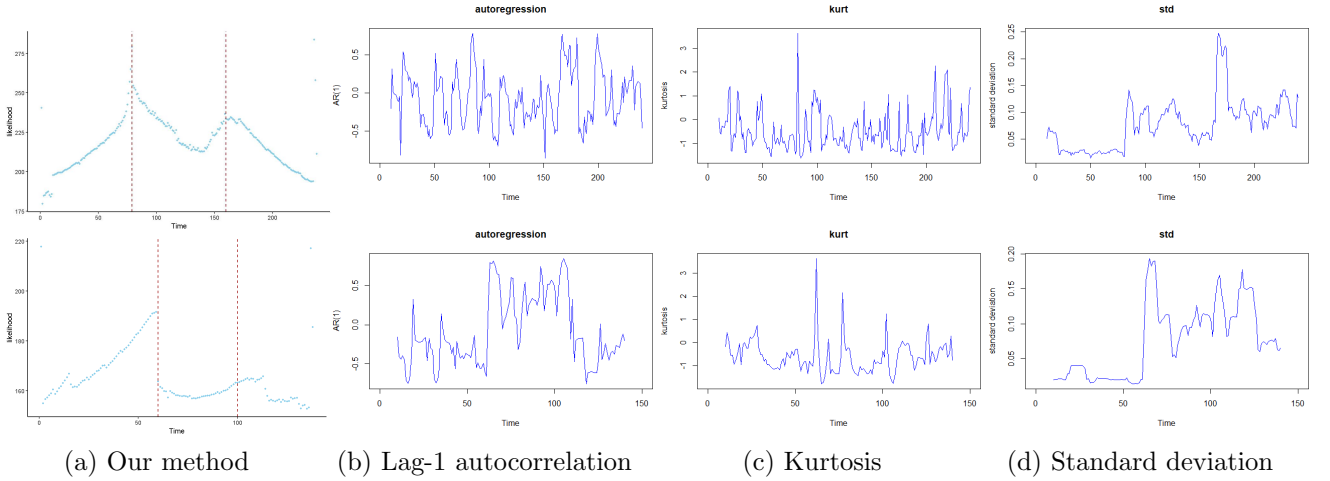 autoregression
kurt
std
likelihood
275
250
225
200
175
0
50
100
150
200
Time
AR(1)
0.5
0.0
-0.5
0
50
100
150
200
Time
kurtosis
3
2
1
0
-1
0
50
100
150
200
Time
standard deviation
0.25
0.20
0.15
0.10
0.05
0
50
100
150
200
Time
autoregression
kurt
std
likelihood
220
200
180
160
0
50
100
Time
AR(1)
0.5
0.0
-0.5
0
50
100
150
Time
kurtosis
3
2
1
0
-1
0
50
100
150
Time
standard deviation
0.20
0.15
0.10
0.05
0
50
100
150
Time
(a) Our method
(b) Lag-1 autocorrelation
(c) Kurtosis
(d) Standard deviation